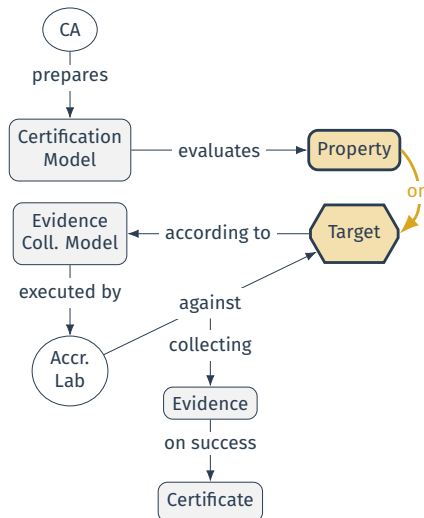 CA
prepares
Certification
Model
evaluates
Property
on
Evidence
Coll. Model
according to
Target
executed by
against
collecting
Accr.
Lab
Evidence
on success
Certificate